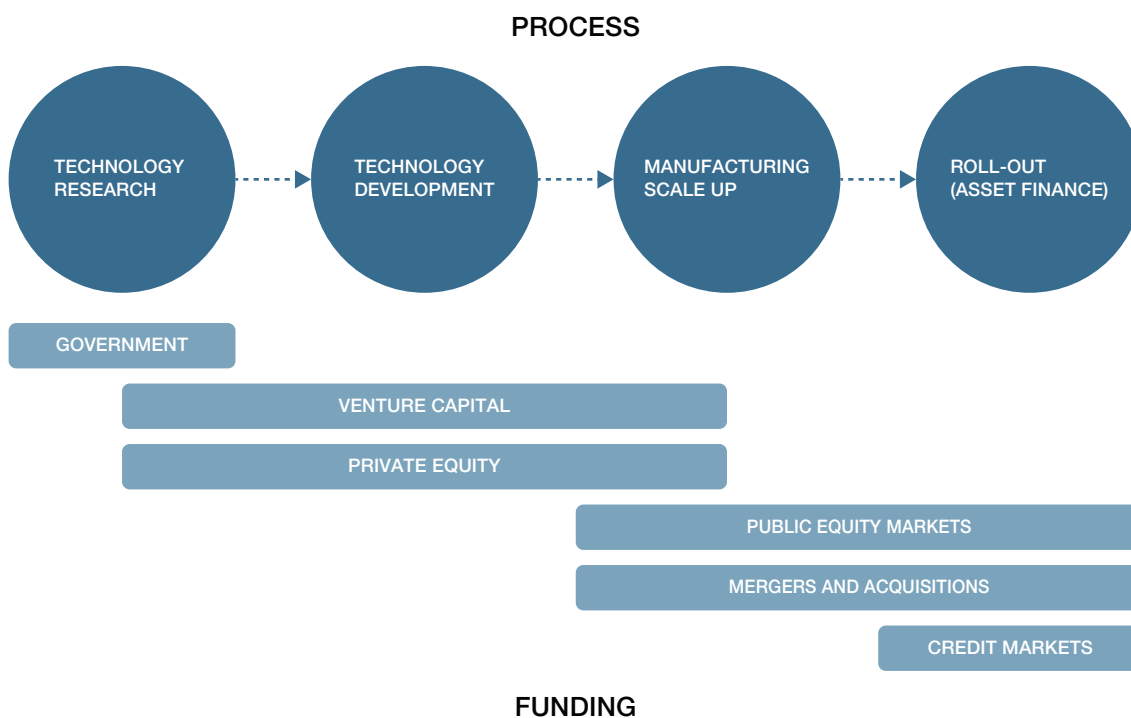 PROCESS
TECHNOLOGY
RESEARCH
TECHNOLOGY
DEVELOPMENT
MANUFACTURING
SCALE UP
ROLL-OUT
(ASSET FINANCE)
GOVERNMENT
VENTURE CAPITAL
PRIVATE EQUITY
PUBLIC EQUITY MARKETS
MERGERS AND ACQUISITIONS
CREDIT MARKETS
FUNDING